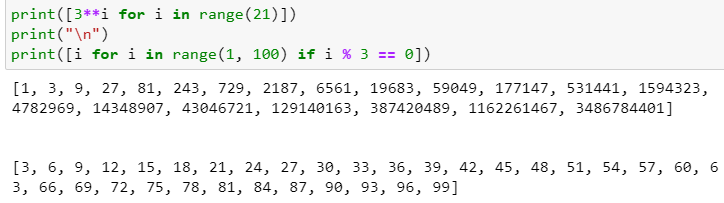 print([3**i for i in range(21)])
print("\n")
print([i for i in range(1, 100) if i % 3 == 0])
[1, 3, 9, 27, 81, 243, 729, 2187, 6561, 19683, 59049, 177147, 531441, 1594323,
4782969, 14348907, 43046721, 129140163, 387420489, 1162261467, 3486784401]
[3, 6, 9, 12, 15, 18, 21, 24, 27, 30, 33, 36, 39, 42, 45, 48, 51, 54, 57, 60, 6
3, 66, 69, 72, 75, 78, 81, 84, 87, 90, 93, 96, 99]